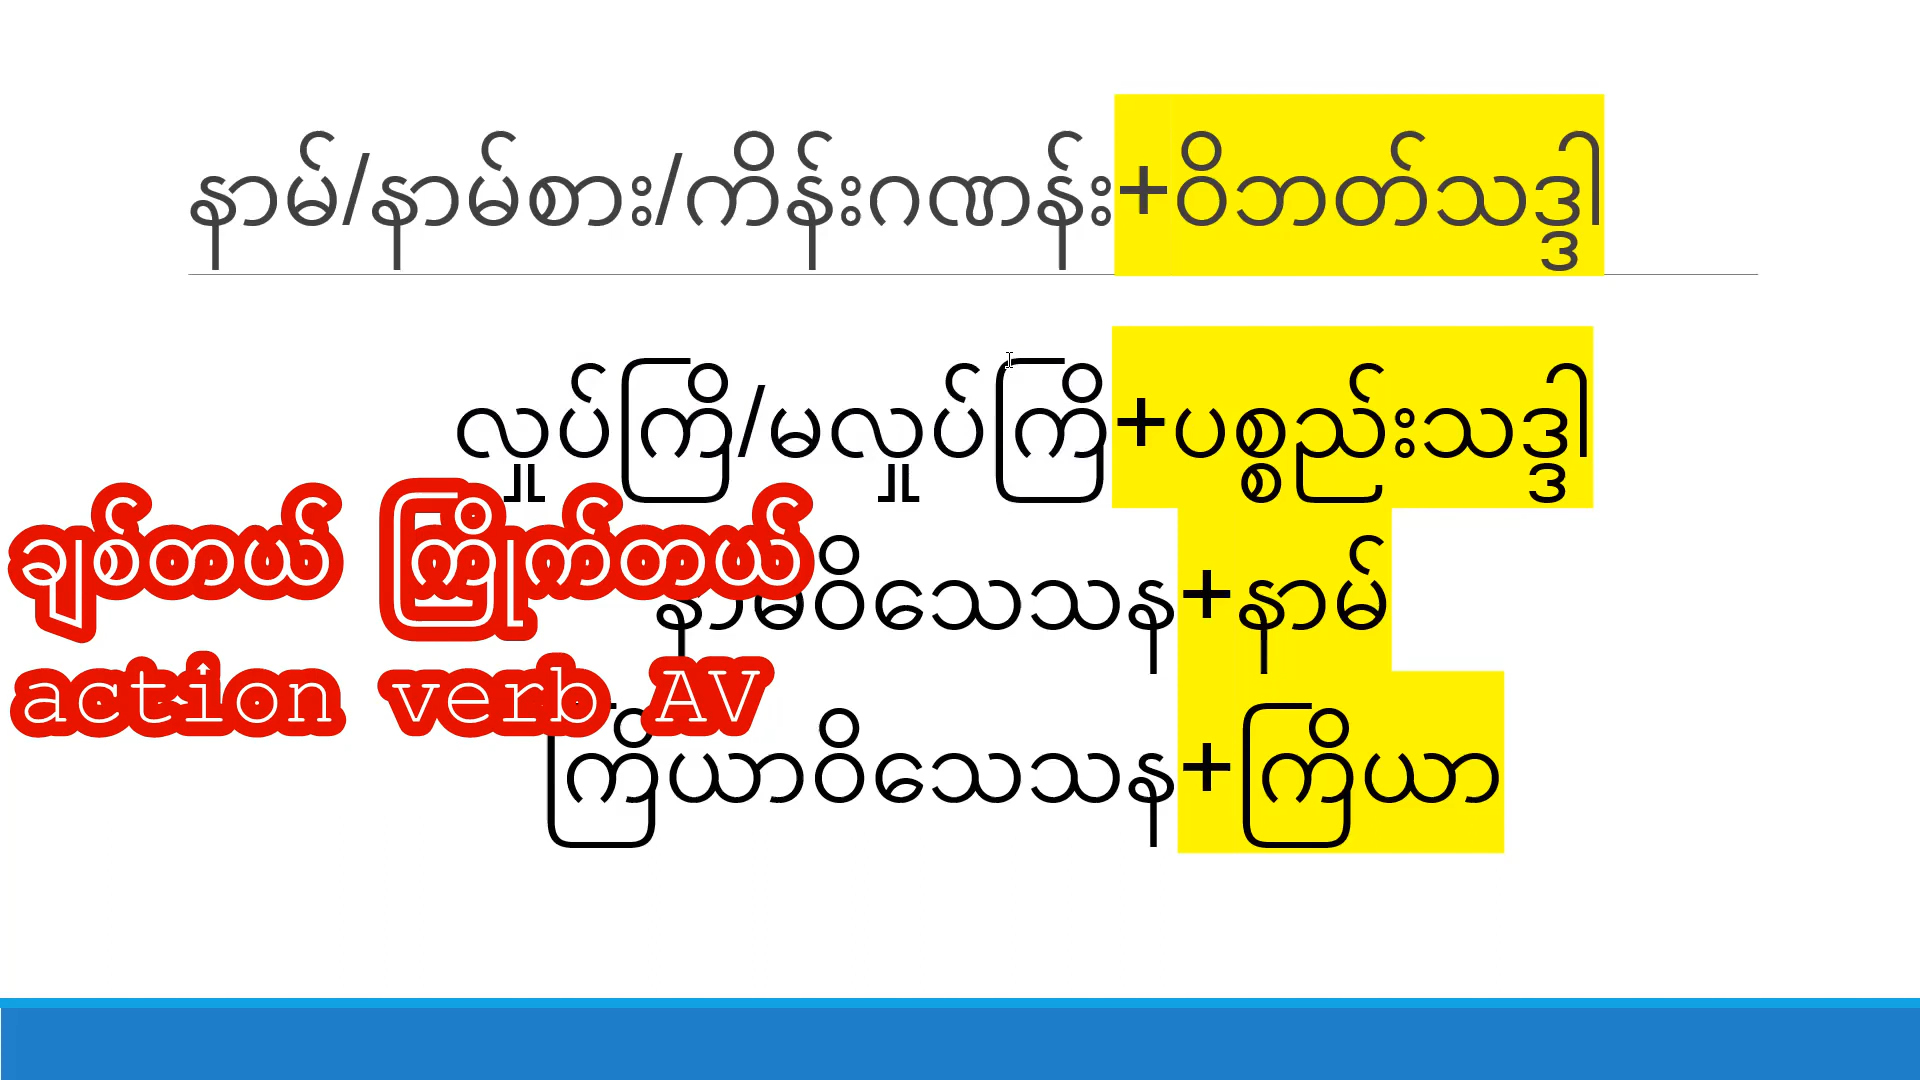 နာမ်/နာမ်စား/ကိန်းဂဏန်း+ဝိဘတ်သဒ္ဒါ
လှုပ်ကြိ/မလှုပ်ကြိ+ပစ္စည်းသဒ္ဒါ
ချစ်တယ် ကြိုက်တယ်
နာမဝိသေသန+နာမ်
action verb AV
ကြိယာဝိသေသန+ကြိယာ